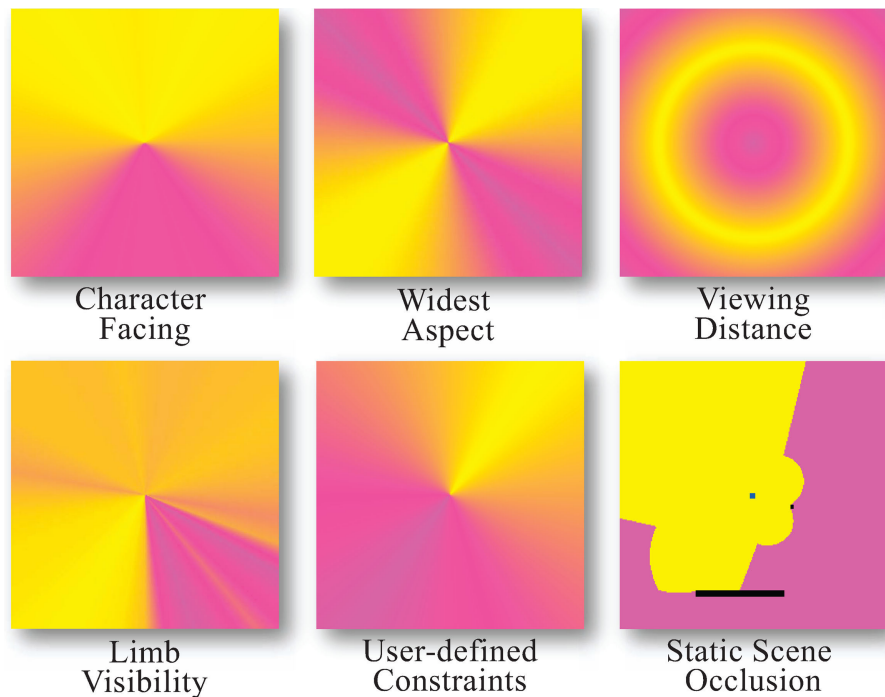 Character
Facing
Widest
Aspect
Viewing
Distance
Limb
Visibility
User-defined
Constraints
Static Scene
Occlusion